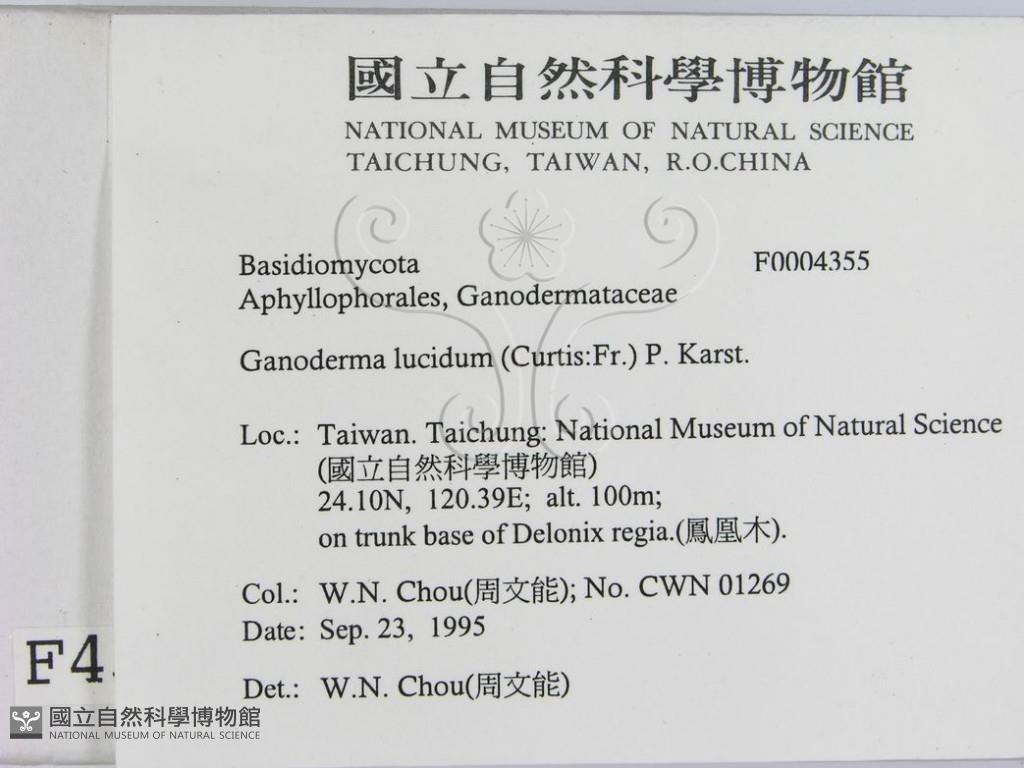 國立自然科學博物館
NATIONAL MUSEUM OF NATURAL SCIENCE
TAICHUNG, TAIWAN, R.O.CHINA
Basidiomycota F0004355
Aphyllophorales, Ganodermataceae
Ganoderma lucidum (Curtis:Fr.) P. Karst.
Loc.: Taiwan. Taichung: National Museum of Natural Science
(國立自然科學博物館)
24.10N, 120.39E; alt. 100m;
on trunk base of Delonix regia.(鳳凰木).
Col.: W.N. Chou(周文能); No. CWN 01269
Date: Sep. 23, 1995
Det.: W.N. Chou(周文能)
F4
國立自然科學博物館
NATIONAL MUSEUM OF NATURAL SCIENCE